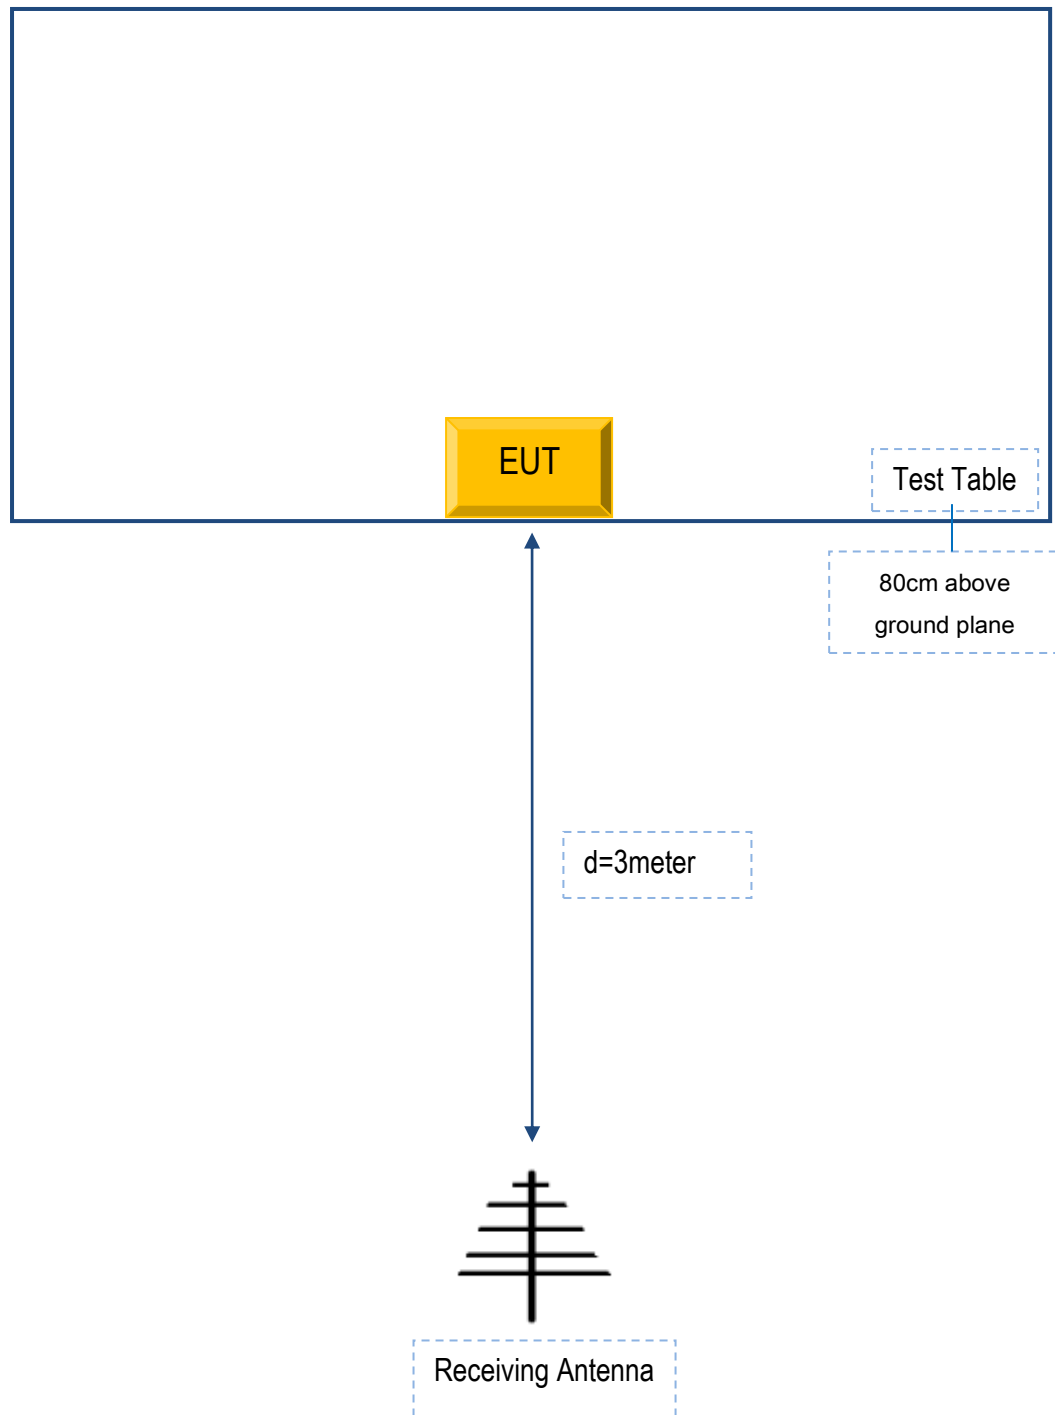 EUT
Test Table
80cm above
ground plane
d=3meter
Receiving Antenna